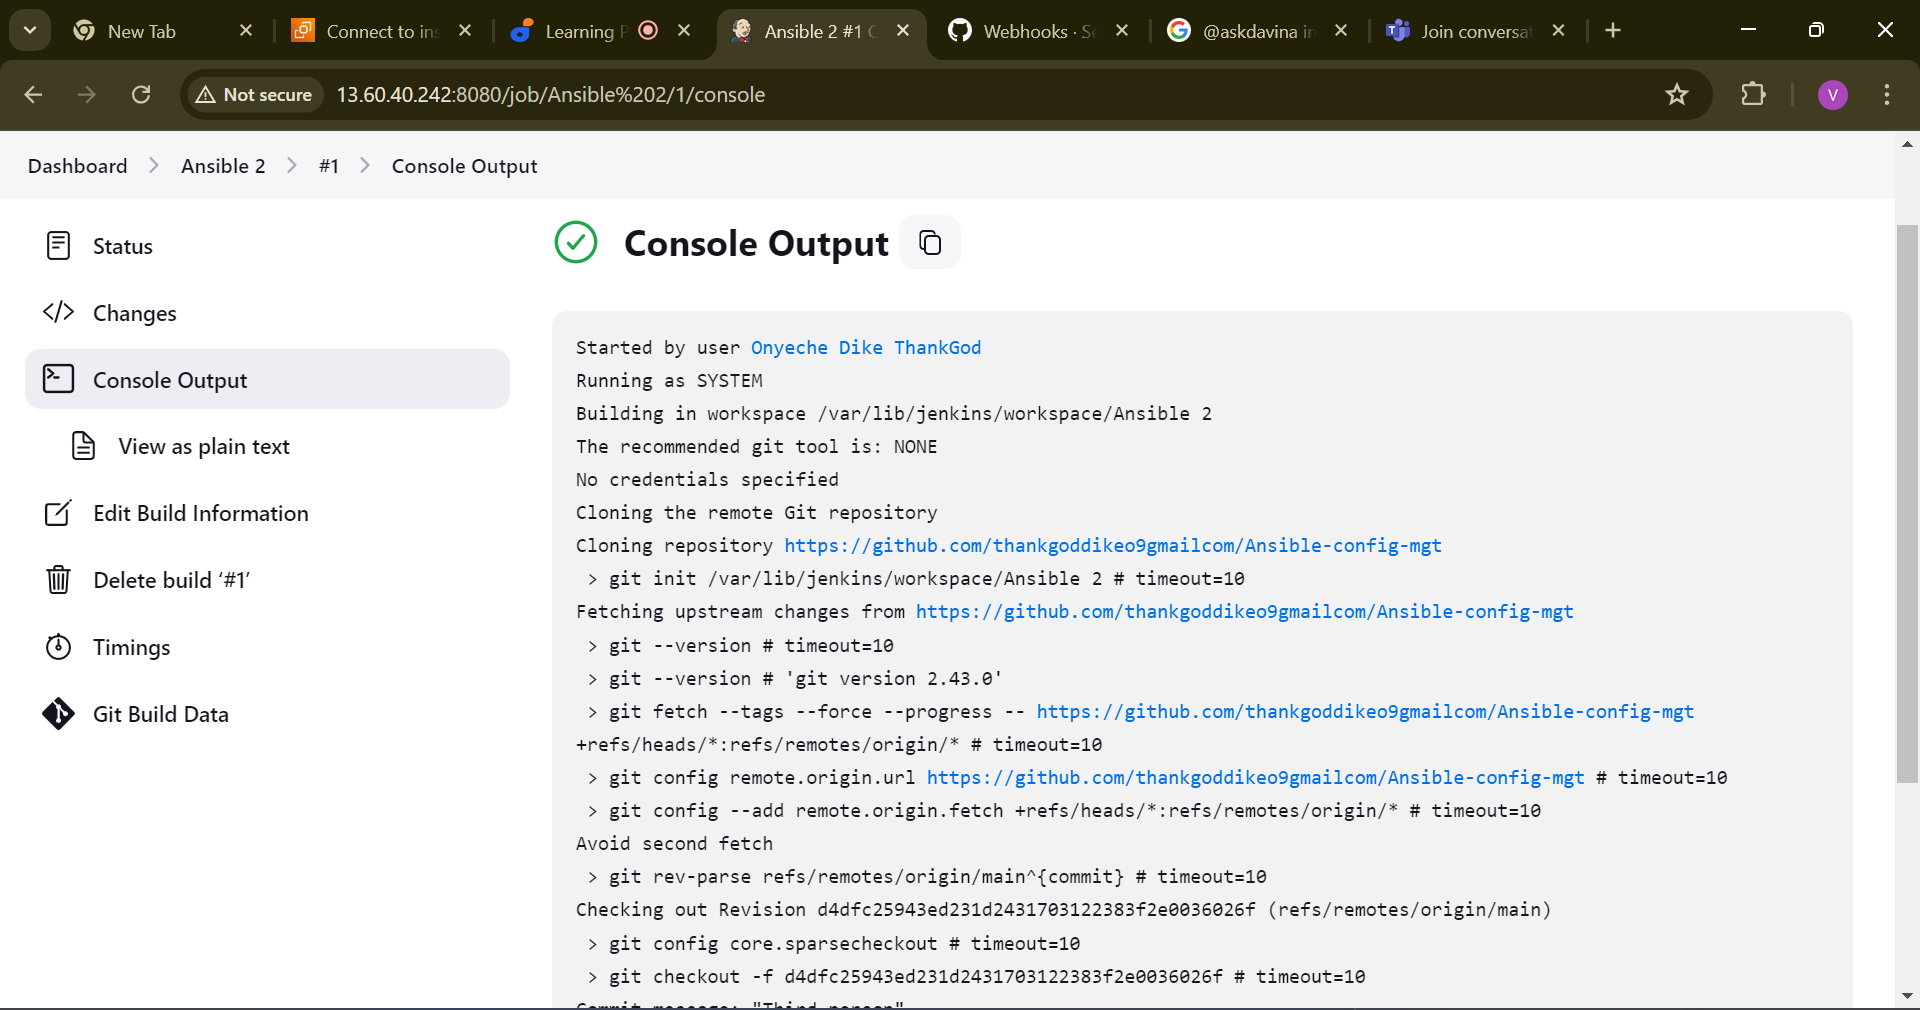 New Tab
Connect to ins
Learning P
Ansible 2 #1 C
Webhooks · Se
@askdavina in
Join conversat
Not secure
13.60.40.242:8080/job/Ansible%202/1/console
V
Dashboard
Ansible 2
#1
Console Output
Status
Changes
Console Output
View as plain text
Edit Build Information
Delete build ‘#1’
Timings
Git Build Data
Console Output
Started by user Onyeche Dike ThankGod
Running as SYSTEM
Building in workspace /var/lib/jenkins/workspace/Ansible 2
The recommended git tool is: NONE
No credentials specified
Cloning the remote Git repository
Cloning repository https://github.com/thankgoddikeo9gmailcom/Ansible-config-mgt
> git init /var/lib/jenkins/workspace/Ansible 2 # timeout=10
Fetching upstream changes from https://github.com/thankgoddikeo9gmailcom/Ansible-config-mgt
> git --version # timeout=10
> git --version # 'git version 2.43.0'
> git fetch --tags --force --progress -- https://github.com/thankgoddikeo9gmailcom/Ansible-config-mgt
+refs/heads/*:refs/remotes/origin/* # timeout=10
> git config remote.origin.url https://github.com/thankgoddikeo9gmailcom/Ansible-config-mgt # timeout=10
> git config --add remote.origin.fetch +refs/heads/*:refs/remotes/origin/* # timeout=10
Avoid second fetch
> git rev-parse refs/remotes/origin/main^{commit} # timeout=10
Checking out Revision d4dfc25943ed231d2431703122383f2e0036026f (refs/remotes/origin/main)
> git config core.sparsecheckout # timeout=10
> git checkout -f d4dfc25943ed231d2431703122383f2e0036026f # timeout=10
Commit message: "Third person"